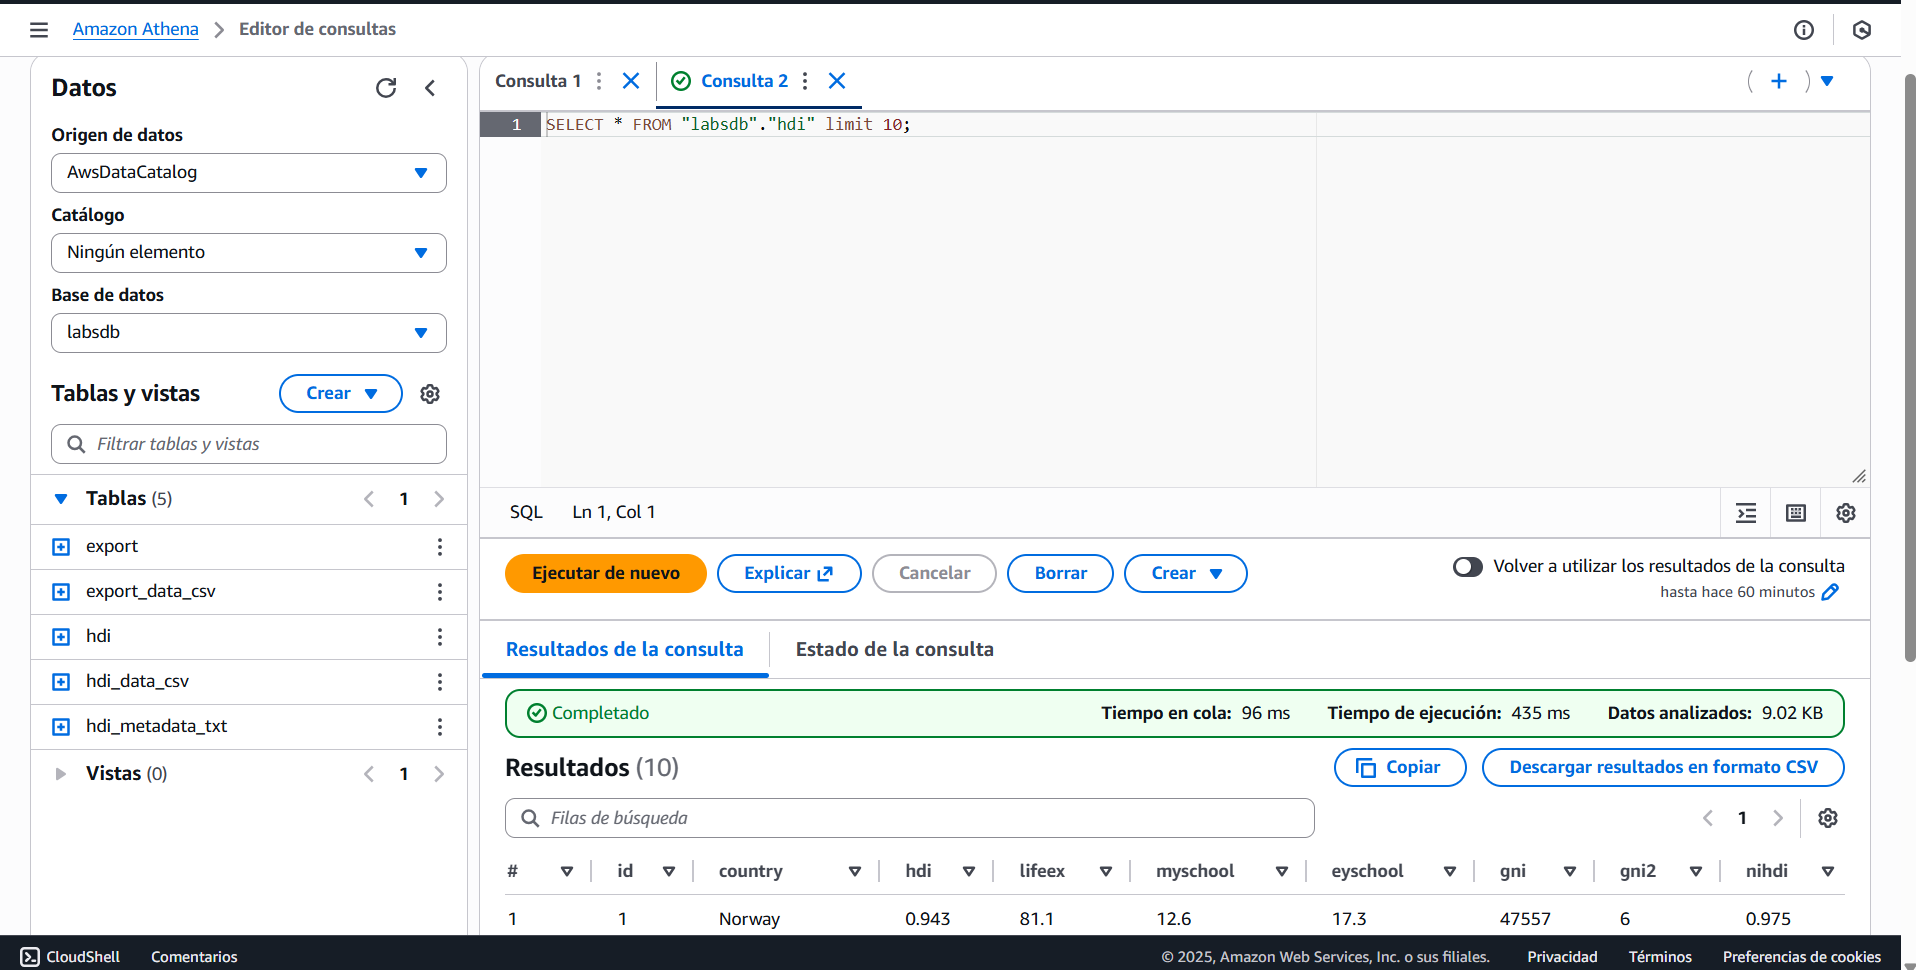 Amazon Athena > Editor de consultas
Datos
Origen de datos
AwsDataCatalog
Catálogo
Ningún elemento
Base de datos
labsdb
Tablas y vistas
Crear
Filtrar tablas y vistas
Tablas (5)
1
export
export_data_csv
hdi
hdi_data_csv
hdi_metadata_txt
Vistas (0)
1
Consulta 1
Consulta 2
1 SELECT * FROM "labsdb"."hdi" limit 10;
SQL Ln 1, Col 1
Ejecutar de nuevo
Explicar
Cancelar
Borrar
Crear
Volver a utilizar los resultados de la consulta
hasta hace 60 minutos
Resultados de la consulta
Estado de la consulta
Completado
Tiempo en cola: 96 ms
Tiempo de ejecución: 435 ms
Datos analizados: 9.02 KB
Resultados (10)
Copiar
Descargar resultados en formato CSV
Filas de búsqueda
1
# id country hdi lifeex myschool eyschool gni gni2 nihdi
1 1 Norway 0.943 81.1 12.6 17.3 47557 6 0.975
CloudShell
Comentarios
© 2025, Amazon Web Services, Inc. o sus filiales.
Privacidad
Términos
Preferencias de cookies